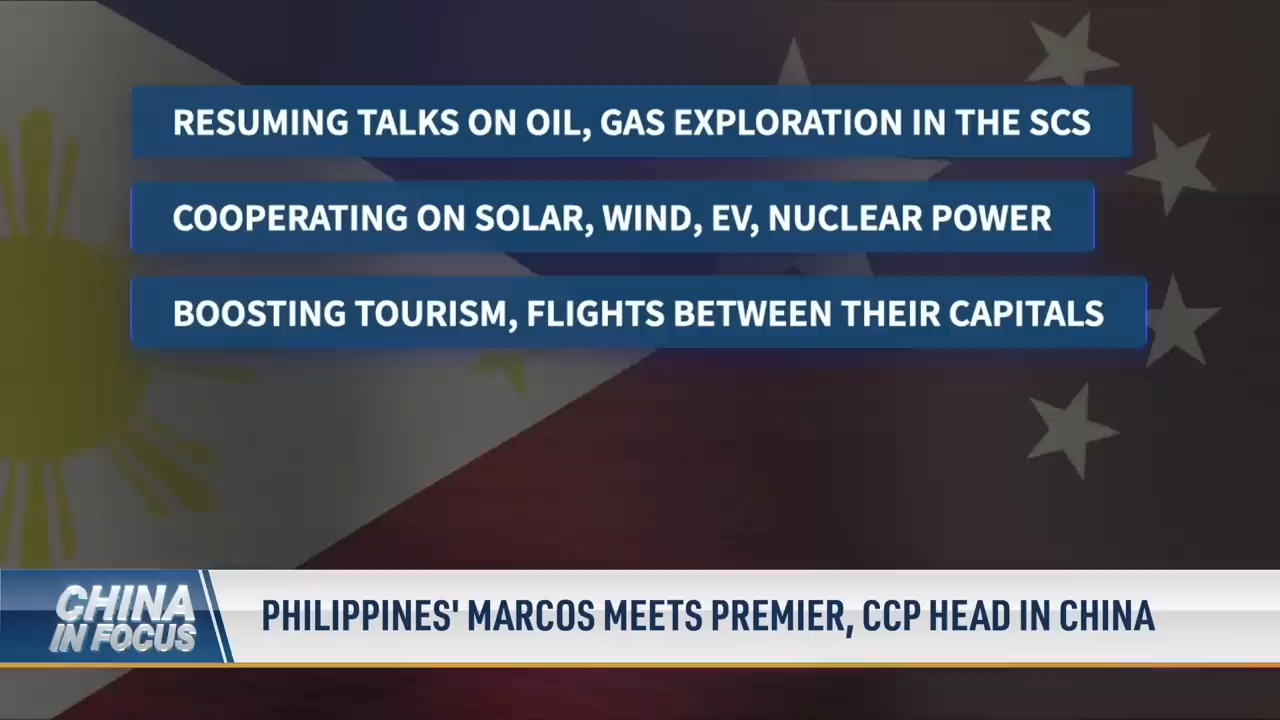 RESUMING TALKS ON OIL, GAS EXPLORATION IN THE SCS
COOPERATING ON SOLAR, WIND, EV, NUCLEAR POWER
BOOSTING TOURISM, FLIGHTS BETWEEN THEIR CAPITALS
CHINA
IN FOCUS
PHILIPPINES' MARCOS MEETS PREMIER, CCP HEAD IN CHINA